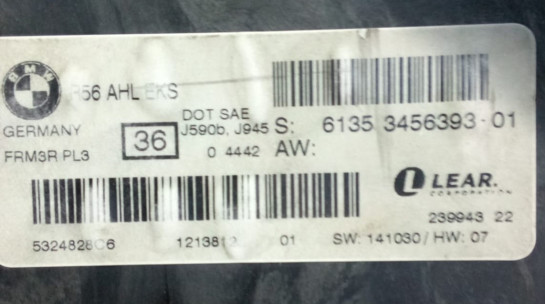 BMW
R56 AHL EKS
GERMANY
FRM3R PL3
36
DOT SAE
J590b, J945
0 4442
S: 6135 3456393-01
AW:
LEAR.
CORPORATION
239943 22
01
SW: 141030 / HW: 07